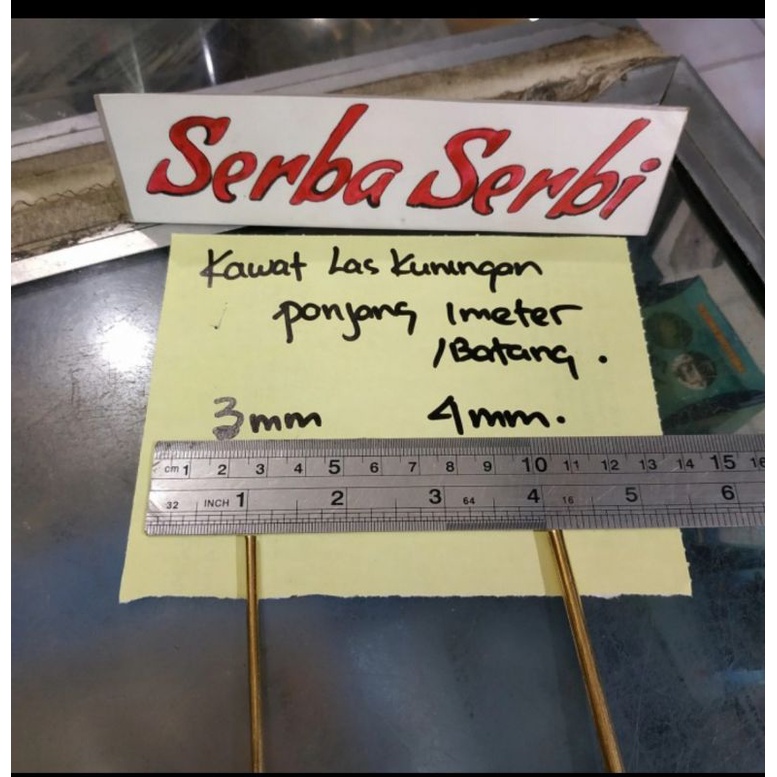 Serba Serbi
Kawat Las Kuningan
panjang 1meter
/Batang.
3mm 4mm.
cm 1 2 3 4 5 6 7 8 9 10 11 12 13 14 15 16
32 INCH 1 2 3 64 4 16 5 6